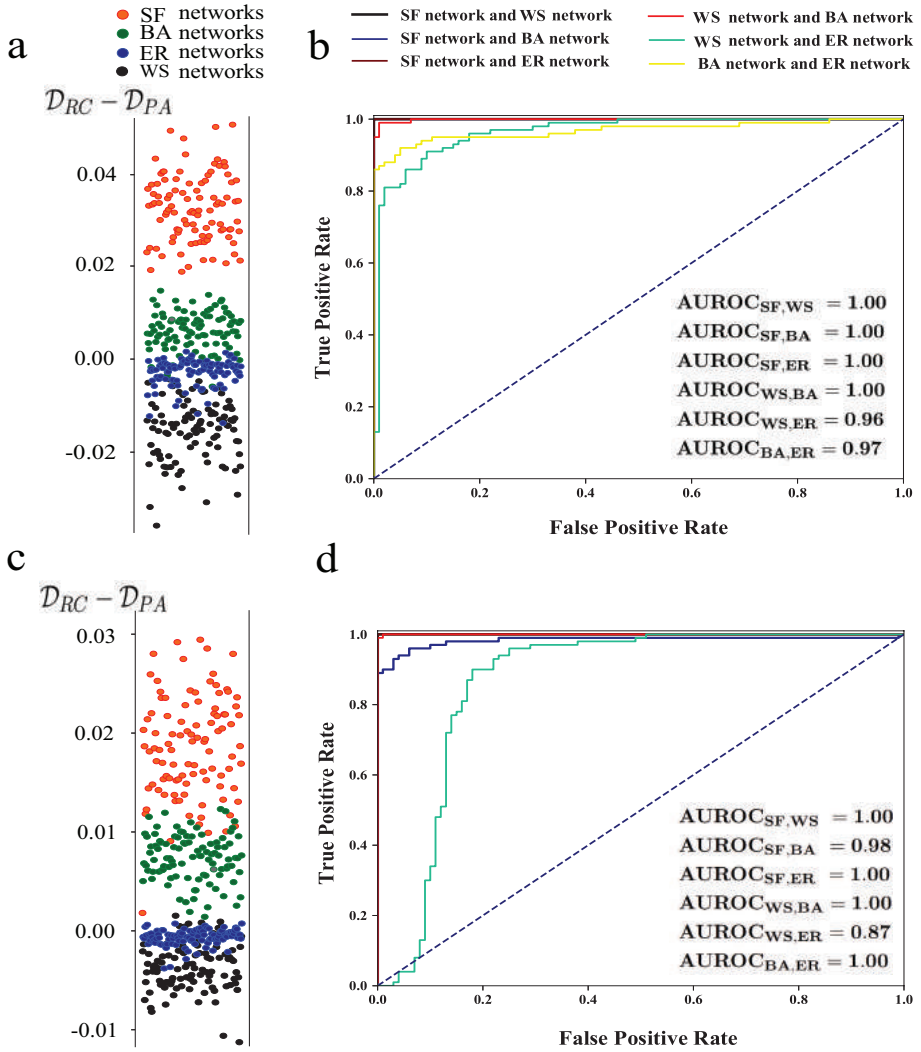 a
SF networks
BA networks
ER networks
WS networks
b
SF network and WS network
SF network and BA network
SF network and ER network
WS network and BA network
WS network and ER network
BA network and ER network
𝒟RC − 𝒟PA
0.04
0.02
0.00
-0.02
True Positive Rate
1.0
0.8
0.6
0.4
0.2
0.0
0.0
0.2
0.4
0.6
0.8
1.0
False Positive Rate
AUROCSF,WS = 1.00
AUROCSF,BA = 1.00
AUROCSF,ER = 1.00
AUROCWS,BA = 1.00
AUROCWS,ER = 0.96
AUROCBA,ER = 0.97
c
𝒟RC − 𝒟PA
0.03
0.02
0.01
0.00
-0.01
d
True Positive Rate
1.0
0.8
0.6
0.4
0.2
0.0
0.0
0.2
0.4
0.6
0.8
1.0
False Positive Rate
AUROCSF,WS = 1.00
AUROCSF,BA = 0.98
AUROCSF,ER = 1.00
AUROCWS,BA = 1.00
AUROCWS,ER = 0.87
AUROCBA,ER = 1.00